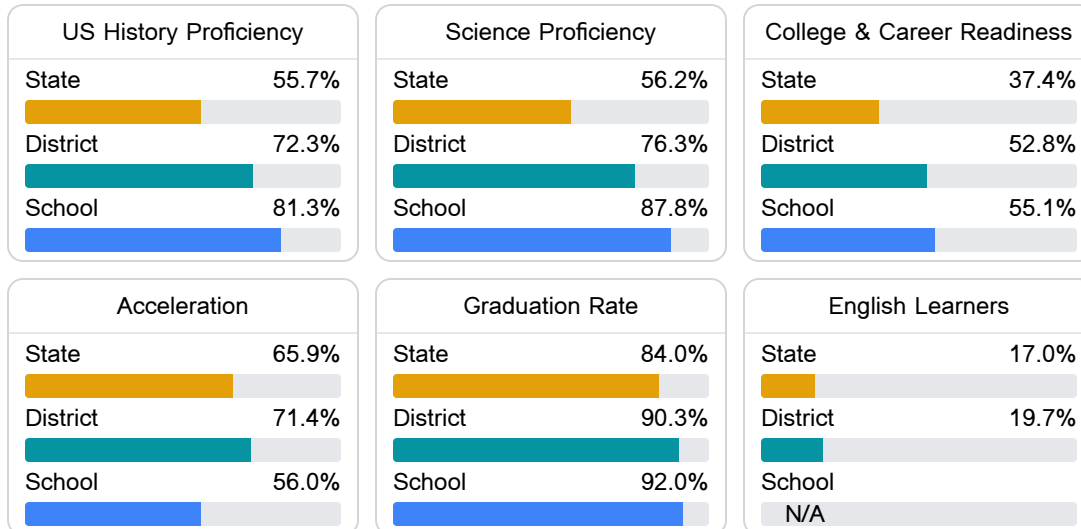 US History Proficiency
State 55.7%
District 72.3%
School 81.3%
Science Proficiency
State 56.2%
District 76.3%
School 87.8%
College & Career Readiness
State 37.4%
District 52.8%
School 55.1%
Acceleration
State 65.9%
District 71.4%
School 56.0%
Graduation Rate
State 84.0%
District 90.3%
School 92.0%
English Learners
State 17.0%
District 19.7%
School
N/A